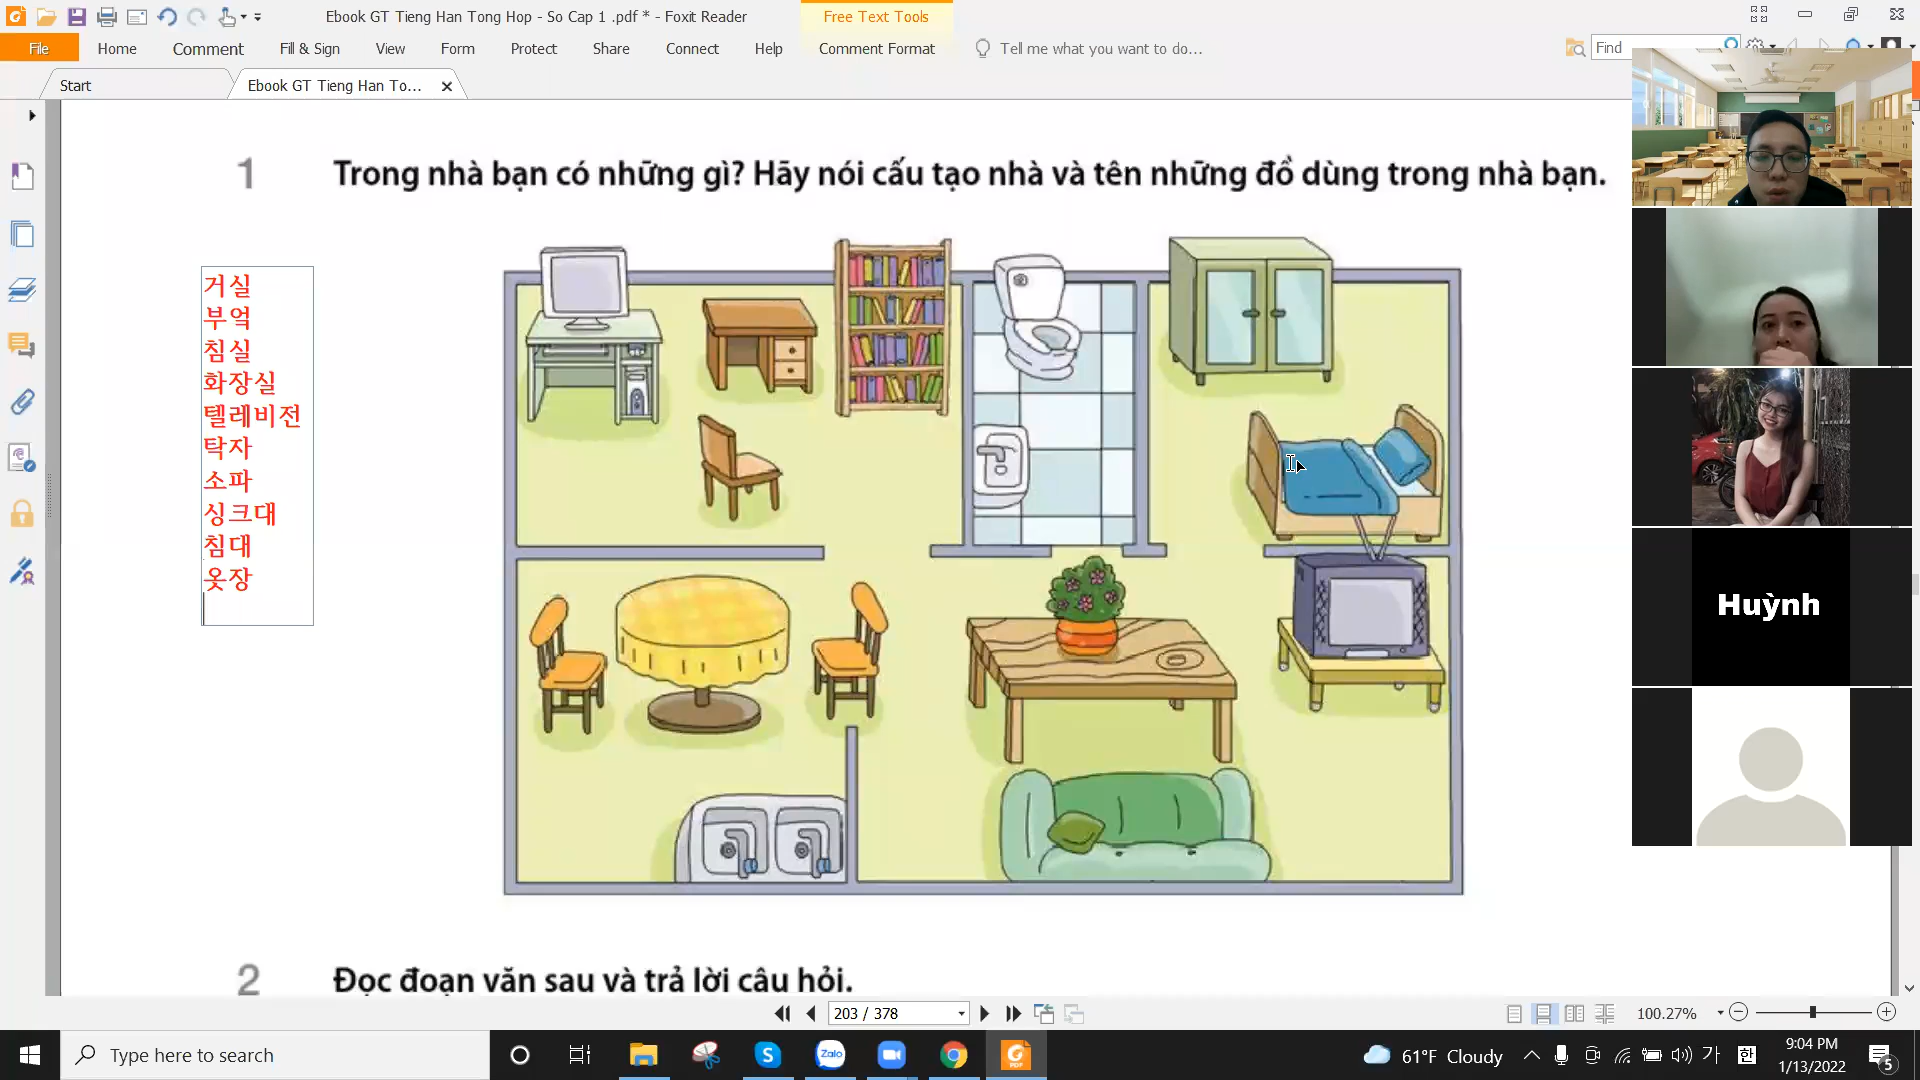 Ebook GT Tieng Han Tong Hop - So Cap 1 .pdf * - Foxit Reader
Free Text Tools
File
Home
Comment
Fill & Sign
View
Form
Protect
Share
Connect
Help
Comment Format
Tell me what you want to do...
Find
Start
Ebook GT Tieng Han To...
1
Trong nhà bạn có những gì? Hãy nói cấu tạo nhà và tên những đồ dùng trong nhà bạn.
거실
부엌
침실
화장실
텔레비전
탁자
소파
싱크대
침대
옷장
Huỳnh
2
Đọc đoạn văn sau và trả lời câu hỏi.
203 / 378
100.27%
Type here to search
Zalo
PDF
61°F Cloudy
가
한
9:04 PM
1/13/2022
5